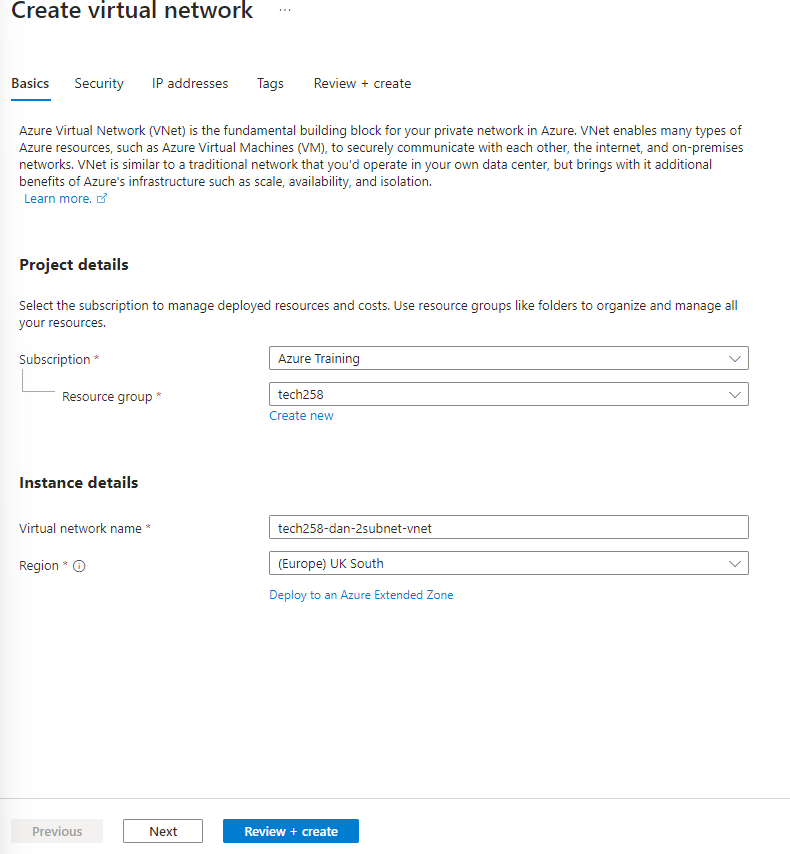 Create virtual network ...
Basics Security IP addresses Tags Review + create
Azure Virtual Network (VNet) is the fundamental building block for your private network in Azure. VNet enables many types of
Azure resources, such as Azure Virtual Machines (VM), to securely communicate with each other, the internet, and on-premises
networks. VNet is similar to a traditional network that you'd operate in your own data center, but brings with it additional
benefits of Azure's infrastructure such as scale, availability, and isolation.
Learn more.
Project details
Select the subscription to manage deployed resources and costs. Use resource groups like folders to organize and manage all
your resources.
Subscription * Azure Training
Resource group * tech258
Create new
Instance details
Virtual network name * tech258-dan-2subnet-vnet
Region * (Europe) UK South
Deploy to an Azure Extended Zone
Previous Next Review + create